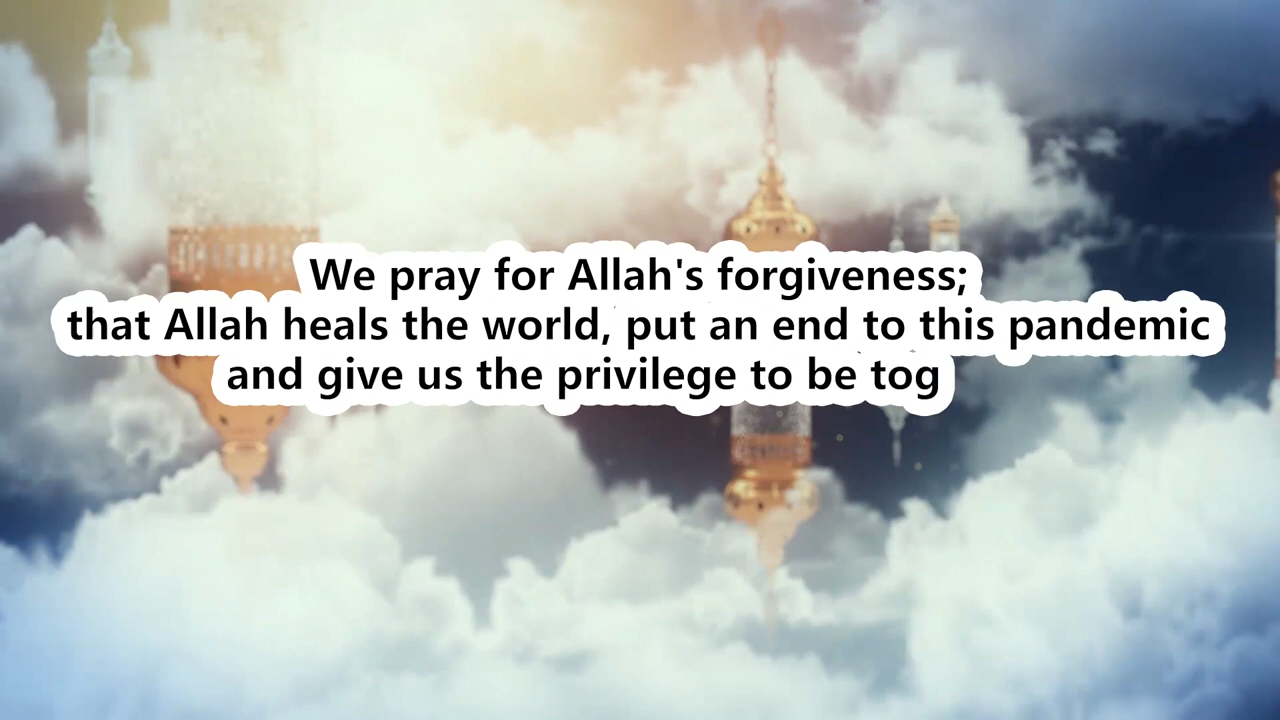 We pray for Allah's forgiveness;
that Allah heals the world, put an end to this pandemic
and give us the privilege to be tog